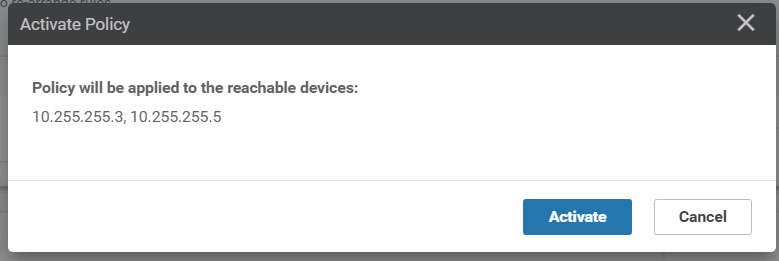 Activate Policy
Policy will be applied to the reachable devices:
10.255.255.3, 10.255.255.5
Activate
Cancel